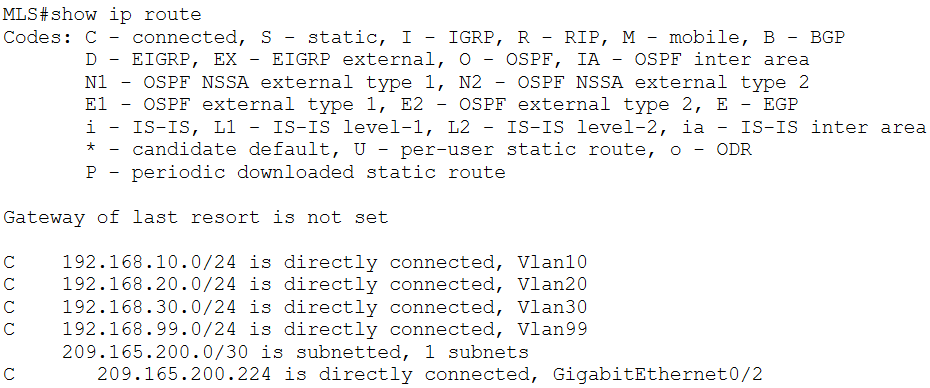 MLS#show ip route
Codes: C - connected, S - static, I - IGRP, R - RIP, M - mobile, B - BGP
D - EIGRP, EX - EIGRP external, O - OSPF, IA - OSPF inter area
N1 - OSPF NSSA external type 1, N2 - OSPF NSSA external type 2
E1 - OSPF external type 1, E2 - OSPF external type 2, E - EGP
i - IS-IS, L1 - IS-IS level-1, L2 - IS-IS level-2, ia - IS-IS inter area
* - candidate default, U - per-user static route, o - ODR
P - periodic downloaded static route
Gateway of last resort is not set
C 192.168.10.0/24 is directly connected, Vlan10
C 192.168.20.0/24 is directly connected, Vlan20
C 192.168.30.0/24 is directly connected, Vlan30
C 192.168.99.0/24 is directly connected, Vlan99
209.165.200.0/30 is subnetted, 1 subnets
C 209.165.200.224 is directly connected, GigabitEthernet0/2